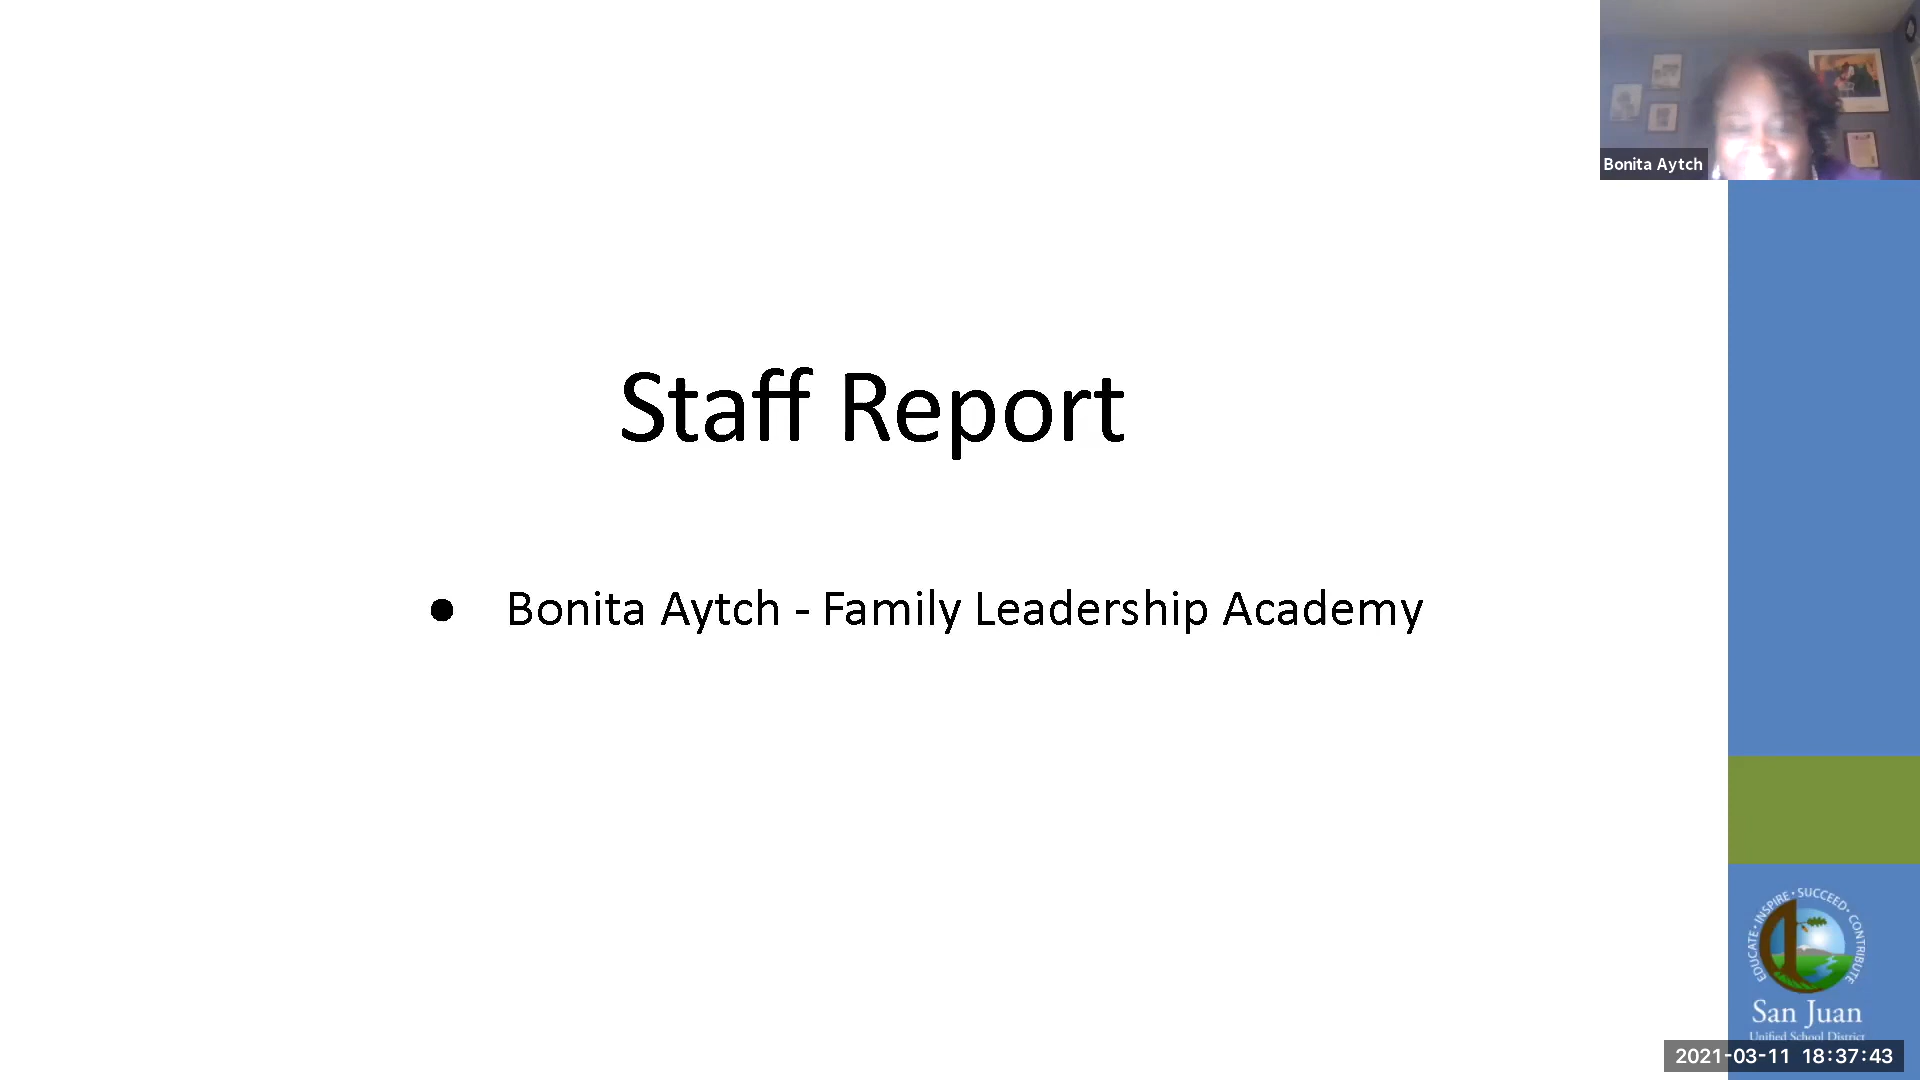 Bonita Aytch
Staff Report
● Bonita Aytch - Family Leadership Academy
EDUCATE • INSPIRE • SUCCEED • CONTRIBUTE
San Juan
Unified School District
2021-03-11 18:37:43